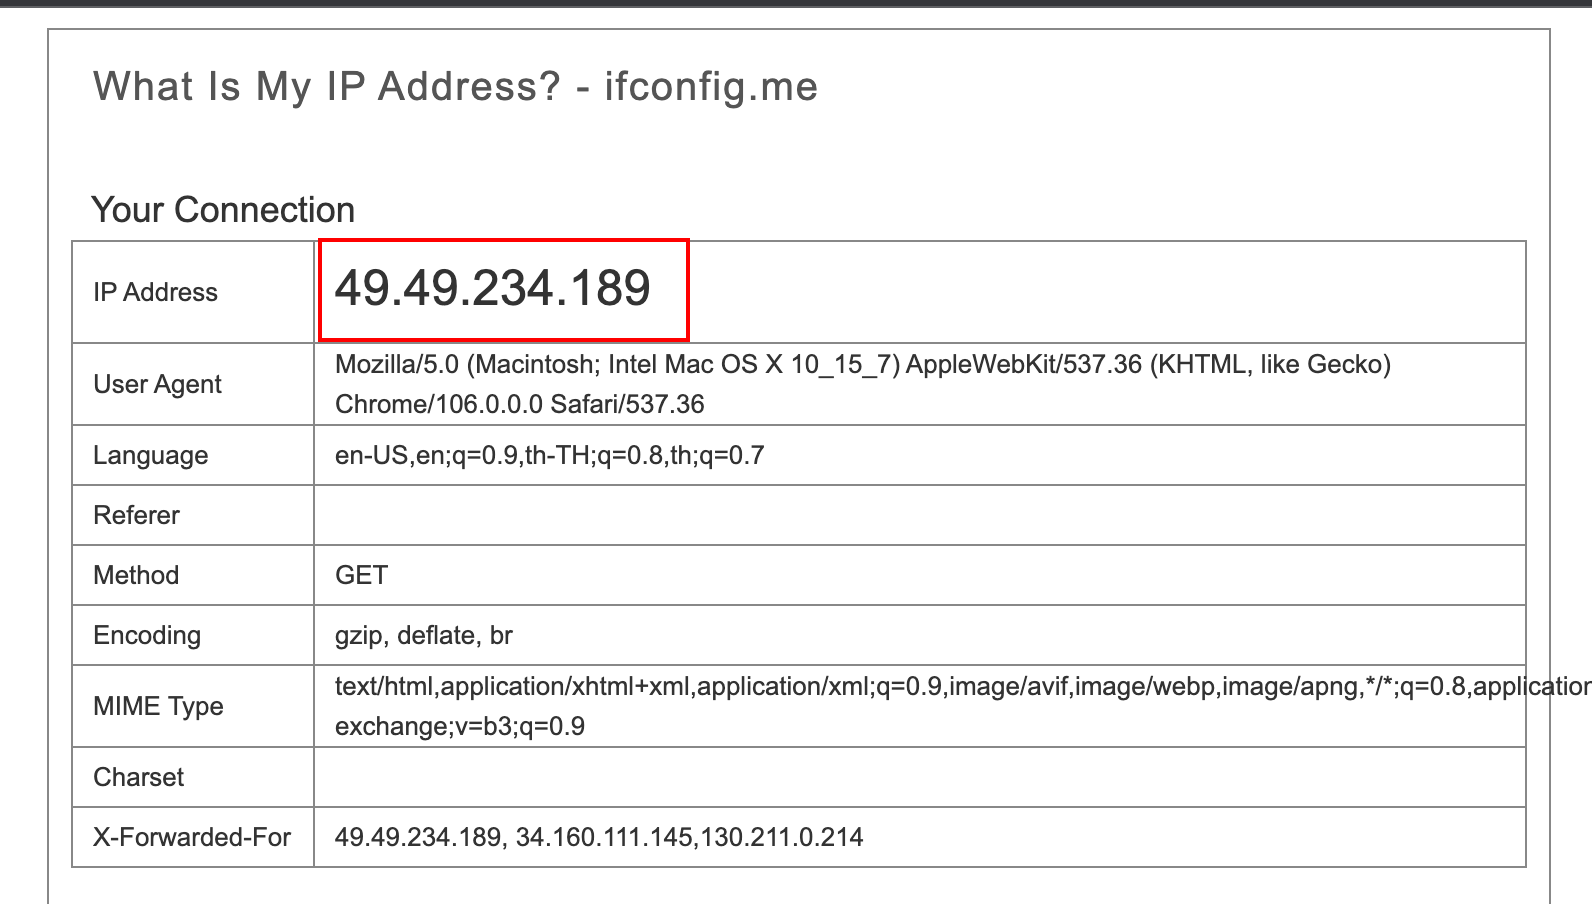 What Is My IP Address? - ifconfig.me
Your Connection
IP Address 49.49.234.189
User Agent Mozilla/5.0 (Macintosh; Intel Mac OS X 10_15_7) AppleWebKit/537.36 (KHTML, like Gecko)
Chrome/106.0.0.0 Safari/537.36
Language en-US,en;q=0.9,th-TH;q=0.8,th;q=0.7
Referer
Method GET
Encoding gzip, deflate, br
MIME Type text/html,application/xhtml+xml,application/xml;q=0.9,image/avif,image/webp,image/apng,*/*;q=0.8,application
exchange;v=b3;q=0.9
Charset
X-Forwarded-For 49.49.234.189, 34.160.111.145,130.211.0.214